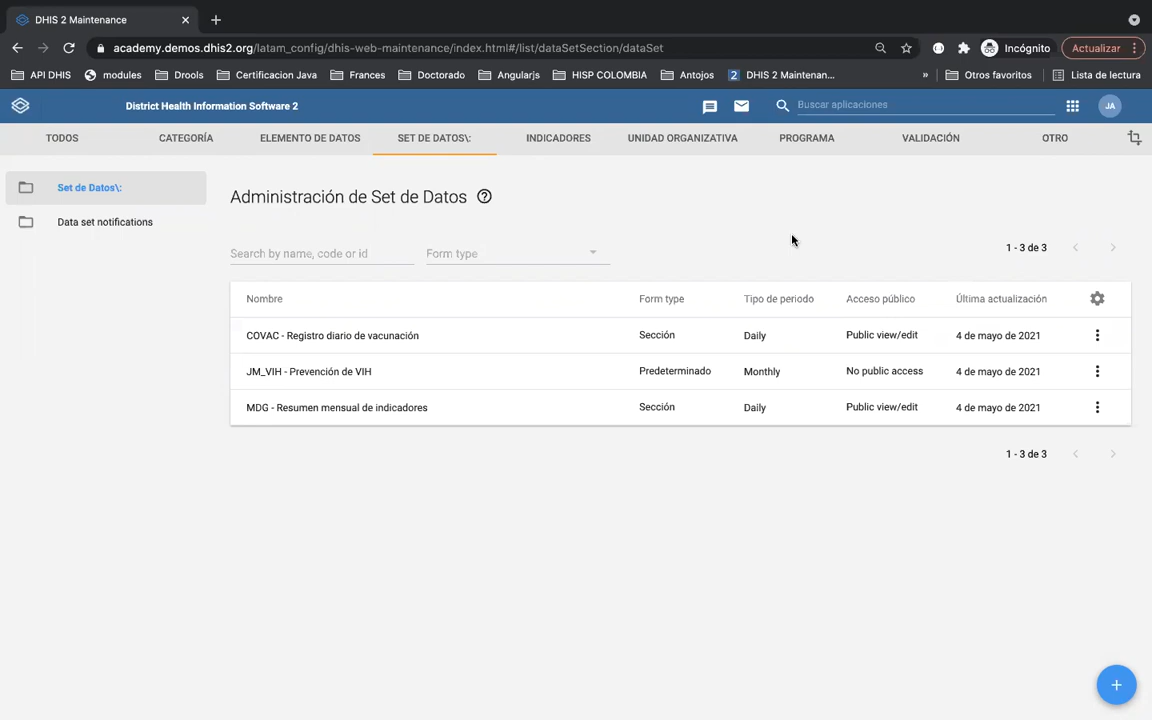 DHIS 2 Maintenance
academy.demos.dhis2.org/latam_config/dhis-web-maintenance/index.html#/list/dataSetSection/dataSet
Incógnito
Actualizar
API DHIS
modules
Drools
Certificacion Java
Frances
Doctorado
Angularjs
HISP COLOMBIA
Antojos
2 DHIS 2 Maintenan...
»
Otros favoritos
Lista de lectura
District Health Information Software 2
Buscar aplicaciones
JA
TODOS
CATEGORÍA
ELEMENTO DE DATOS
SET DE DATOS\:
INDICADORES
UNIDAD ORGANIZATIVA
PROGRAMA
VALIDACIÓN
OTRO
Set de Datos\:
Data set notifications
Administración de Set de Datos
Search by name, code or id
Form type
1 - 3 de 3
Nombre Form type Tipo de periodo Acceso público Última actualización
COVAC - Registro diario de vacunación Sección Daily Public view/edit 4 de mayo de 2021
JM_VIH - Prevención de VIH Predeterminado Monthly No public access 4 de mayo de 2021
MDG - Resumen mensual de indicadores Sección Daily Public view/edit 4 de mayo de 2021
1 - 3 de 3